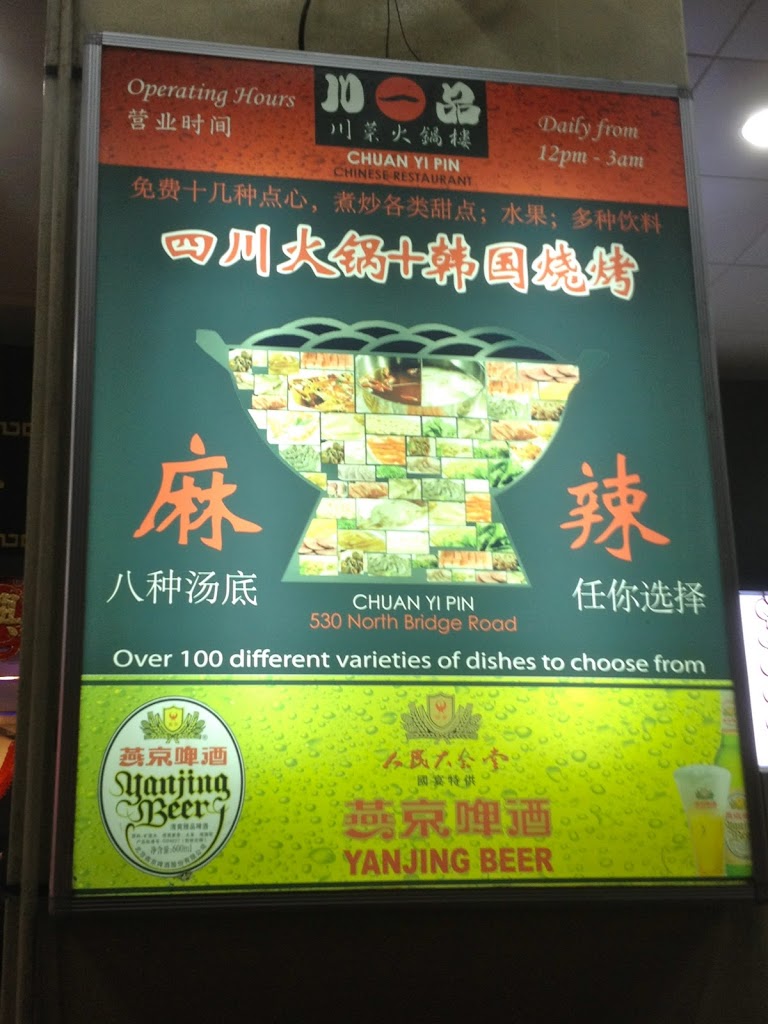 Operating Hours
营业时间
川一品
川菜火鍋楼
CHUAN YI PIN
CHINESE RESTAURANT
Daily from
12pm - 3am
免费十几种点心，煮炒各类甜点；水果；多种饮料
四川火锅+韩国烧烤
麻
辣
八种汤底
任你选择
CHUAN YI PIN
530 North Bridge Road
Over 100 different varieties of dishes to choose from
燕京啤酒
Yanjing
Beer
净含量:600ml
人民大会堂
國宴特供
燕京啤酒
YANJING BEER